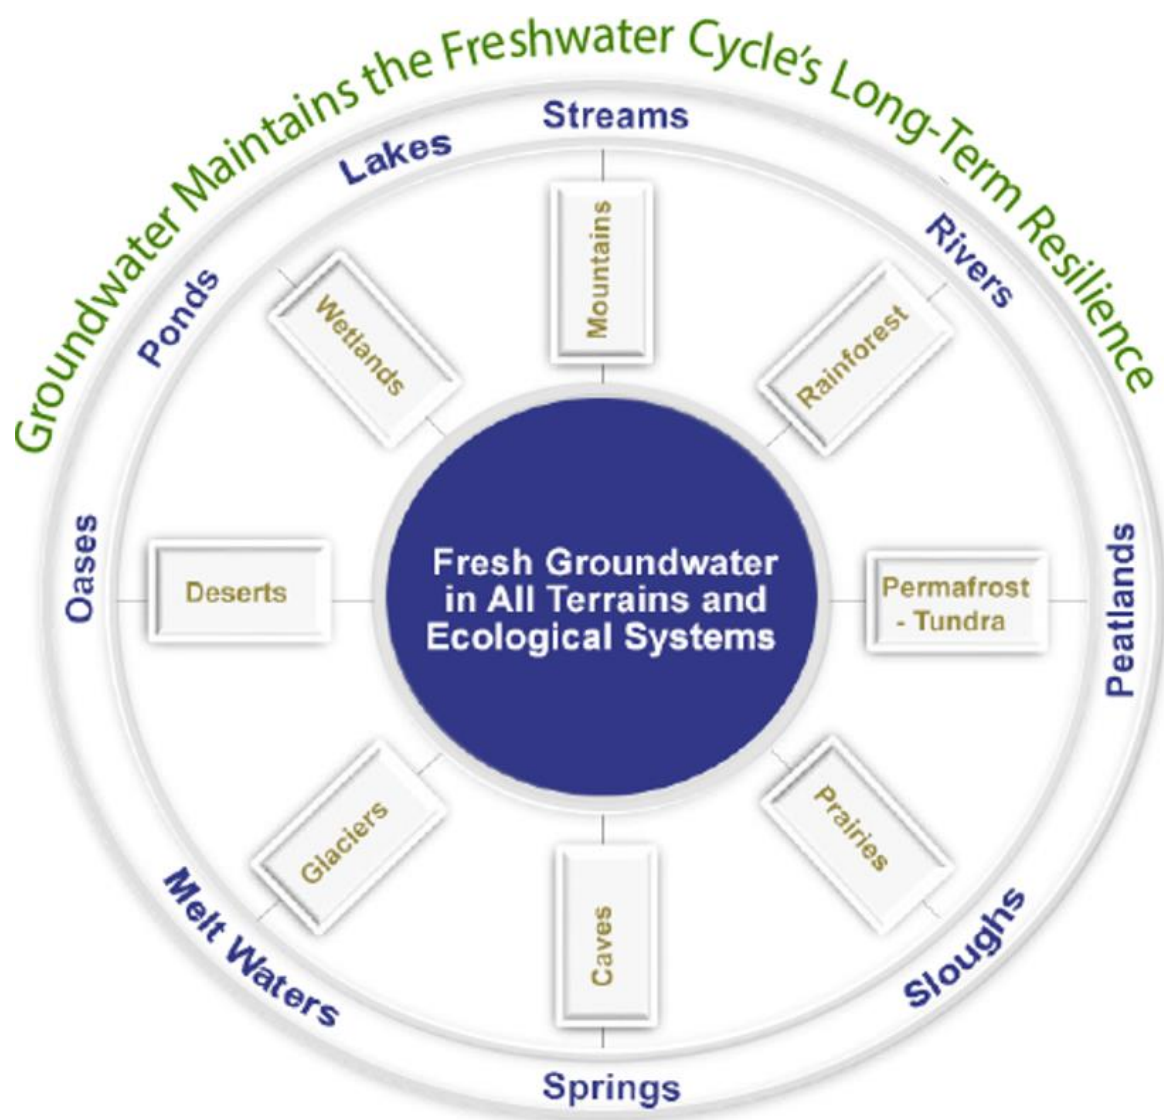 Groundwater Maintains the Freshwater Cycle's Long-Term Resilience
Streams
Rivers
Peatlands
Sloughs
Springs
Melt Waters
Oases
Ponds
Lakes
Mountains
Rainforest
Permafrost
- Tundra
Prairies
Caves
Glaciers
Deserts
Wetlands
Fresh Groundwater
in All Terrains and
Ecological Systems